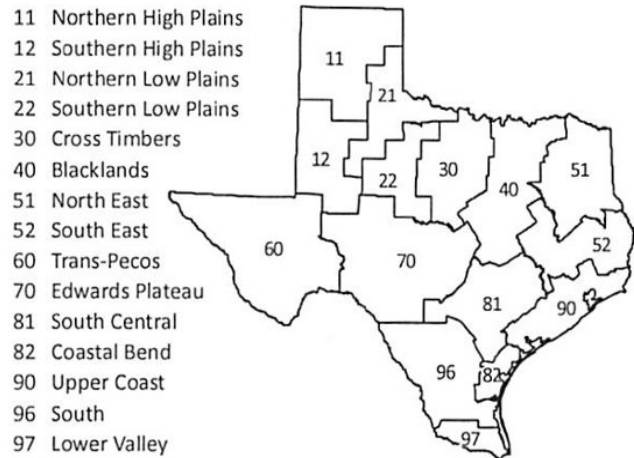 11 Northern High Plains
12 Southern High Plains
21 Northern Low Plains
22 Southern Low Plains
30 Cross Timbers
40 Blacklands
51 North East
52 South East
60 Trans-Pecos
70 Edwards Plateau
81 South Central
82 Coastal Bend
90 Upper Coast
96 South
97 Lower Valley
11
21
12
22
30
40
51
52
60
70
81
90
96
82
97